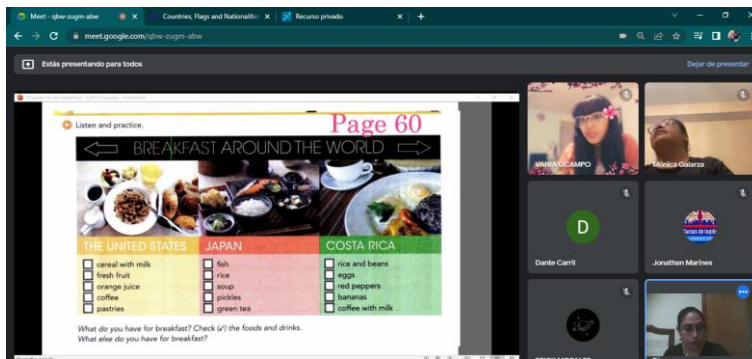 Meet - qbw-zugm-abw
Countries, Flags and Nationalitie
Recurso privado
meet.google.com/qbw-zugm-abw
Estás presentando para todos
Dejar de presentar
Listen and practice.
Page 60
BREAKFAST AROUND THE WORLD
THE UNITED STATES
cereal with milk
fresh fruit
orange juice
coffee
pastries
JAPAN
fish
rice
soup
pickles
green tea
COSTA RICA
rice and beans
eggs
red peppers
bananas
coffee with milk
What do you have for breakfast? Check (✓) the foods and drinks.
What else do you have for breakfast?
VANIA OCAMPO
Mónica Galarza
D
Dante Carril
Jonathan Marines